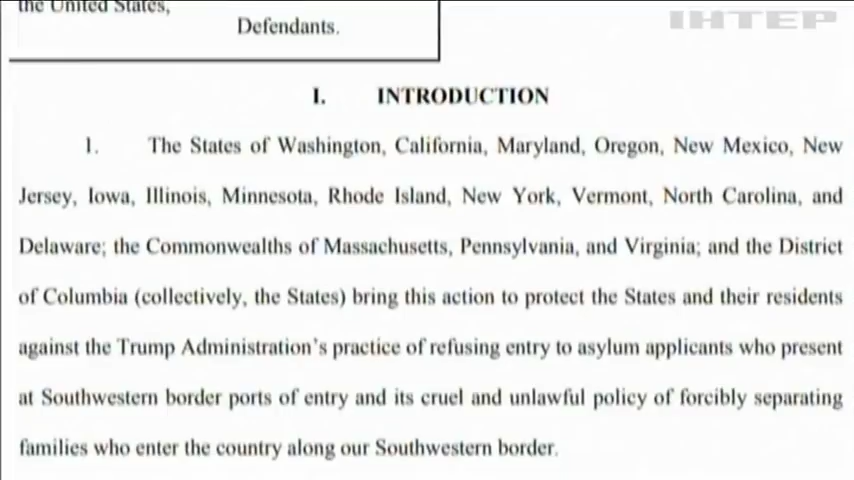 the United States,
Defendants.
ІНТЕР
I. INTRODUCTION
1. The States of Washington, California, Maryland, Oregon, New Mexico, New
Jersey, Iowa, Illinois, Minnesota, Rhode Island, New York, Vermont, North Carolina, and
Delaware; the Commonwealths of Massachusetts, Pennsylvania, and Virginia; and the District
of Columbia (collectively, the States) bring this action to protect the States and their residents
against the Trump Administration’s practice of refusing entry to asylum applicants who present
at Southwestern border ports of entry and its cruel and unlawful policy of forcibly separating
families who enter the country along our Southwestern border.